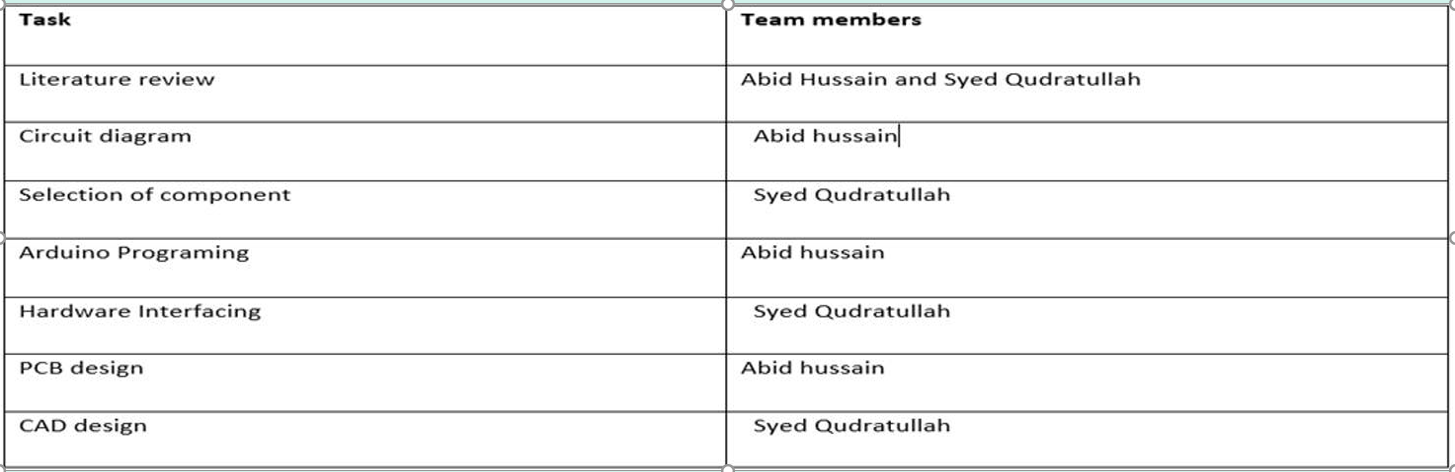 Task Team members
Literature review Abid Hussain and Syed Qudratullah
Circuit diagram Abid hussain
Selection of component Syed Qudratullah
Arduino Programing Abid hussain
Hardware Interfacing Syed Qudratullah
PCB design Abid hussain
CAD design Syed Qudratullah